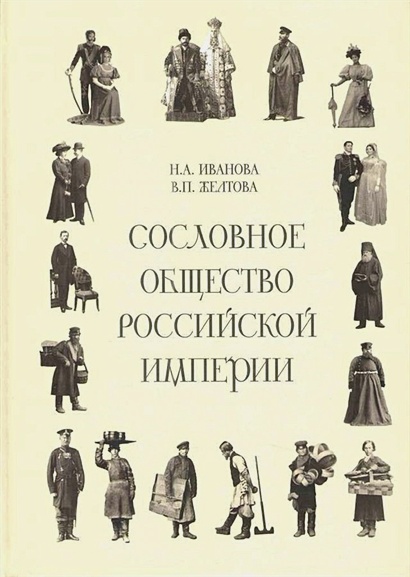 Н.А. ИВАНОВА
В.П. ЖЕЛТОВА
СОСЛОВНОЕ
ОБЩЕСТВО
РОССИЙСКОЙ
ИМПЕРИИ